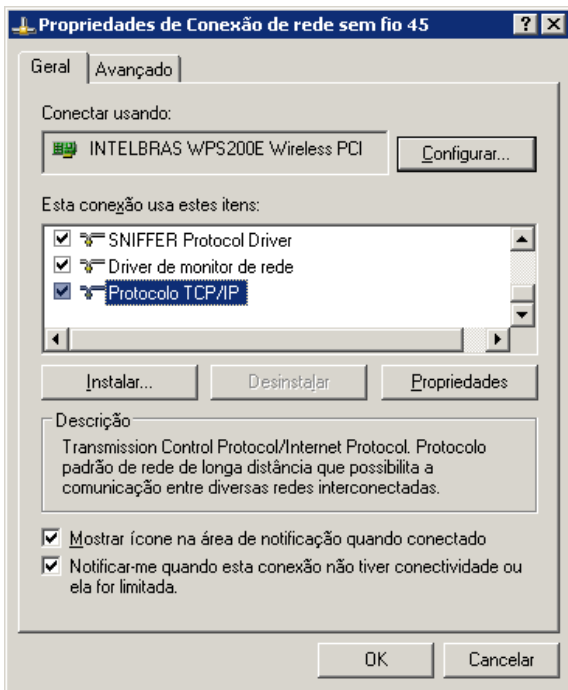 Propriedades de Conexão de rede sem fio 45
Geral
Avançado
Conectar usando:
INTELBRAS WPS200E Wireless PCI
Configurar...
Esta conexão usa estes itens:
SNIFFER Protocol Driver
Driver de monitor de rede
Protocolo TCP/IP
Instalar...
Desinstalar
Propriedades
Descrição
Transmission Control Protocol/Internet Protocol. Protocolo
padrão de rede de longa distância que possibilita a
comunicação entre diversas redes interconectadas.
Mostrar ícone na área de notificação quando conectado
Notificar-me quando esta conexão não tiver conectividade ou
ela for limitada.
OK
Cancelar